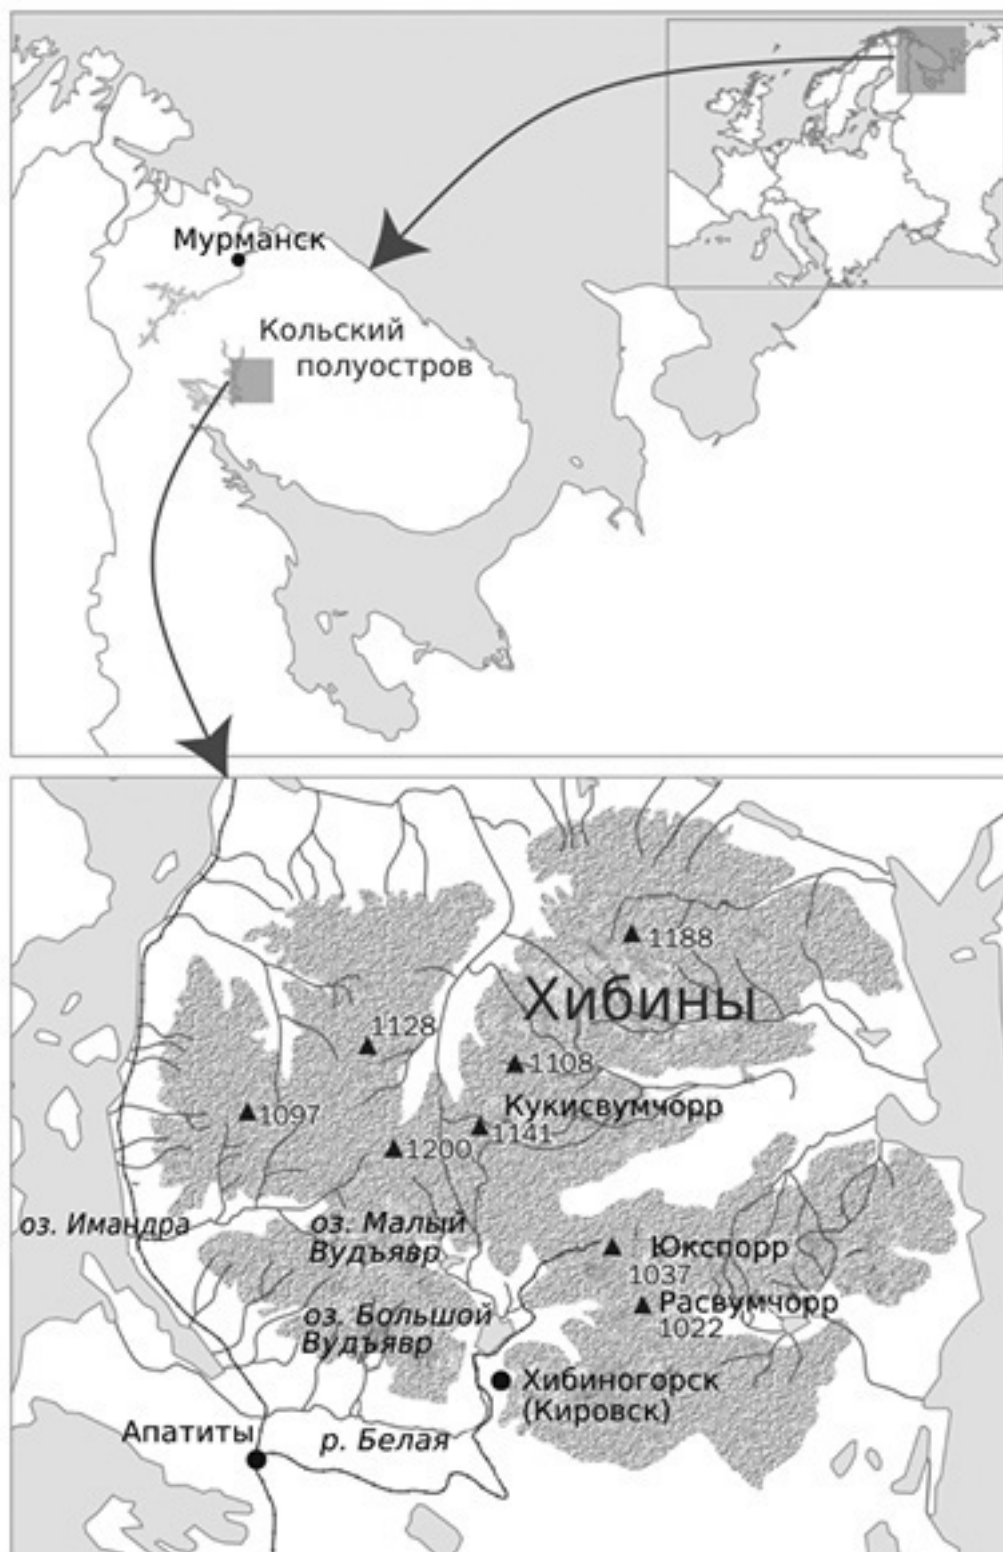 Мурманск
Кольский
полуостров
1188
Хибины
1128
1108
Кукисвумчорр
1097
1141
1200
оз. Имандра
оз. Малый
Вудъявр
Юкспорр
1037
Расвумчорр
1022
оз. Большой
Вудъявр
Хибиногорск
(Кировск)
Апатиты
р. Белая